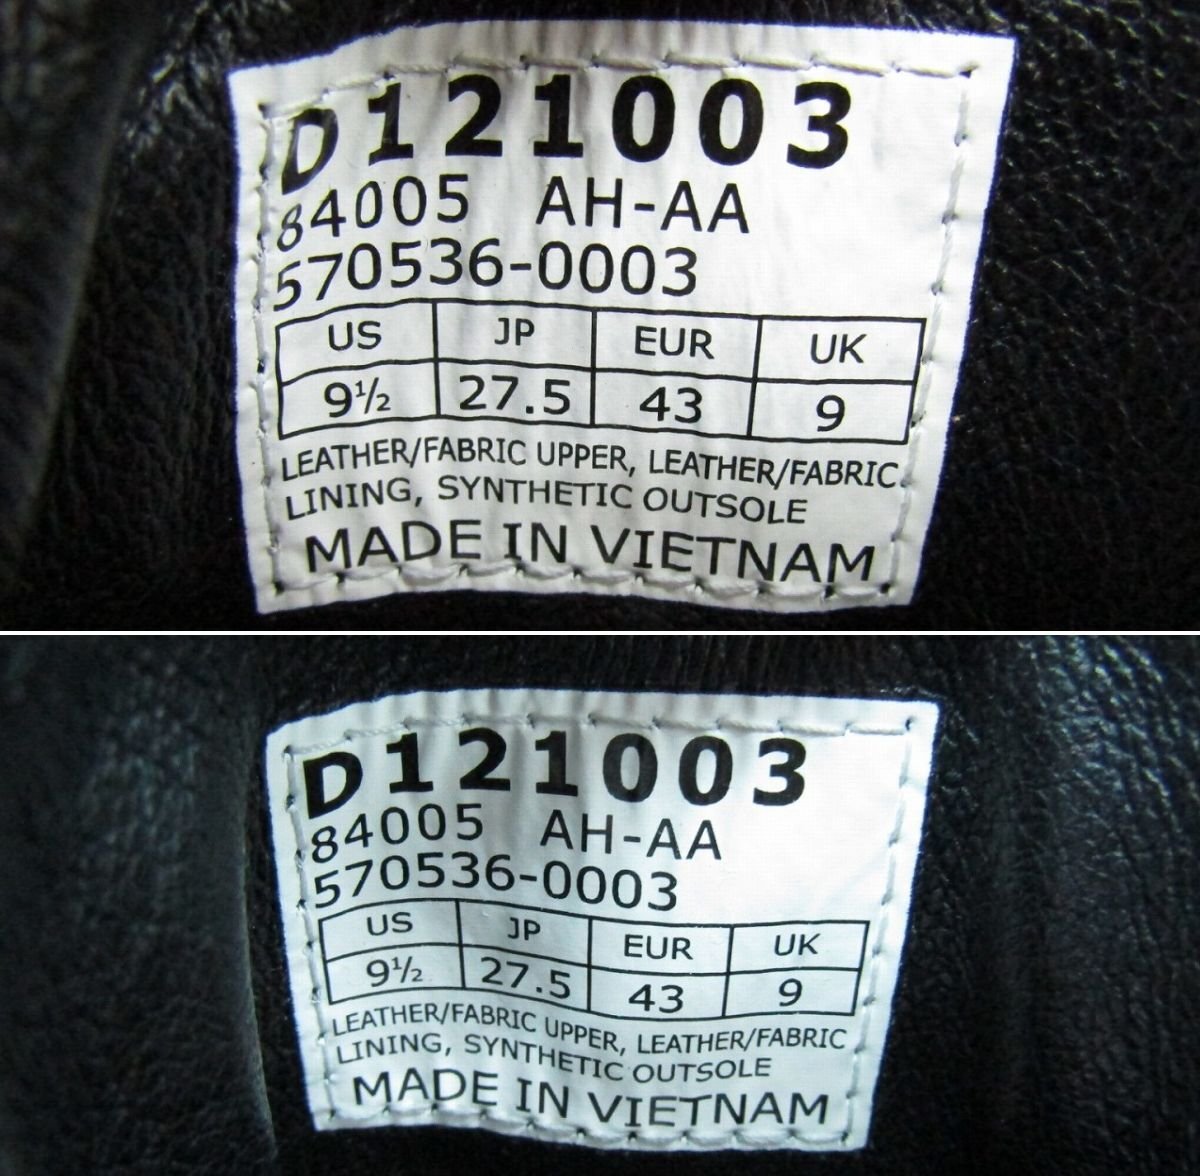 D121003
84005 AH-AA
570536-0003
US JP EUR UK
9½ 27.5 43 9
LEATHER/FABRIC UPPER, LEATHER/FABRIC
LINING, SYNTHETIC OUTSOLE
MADE IN VIETNAM
D121003
84005 AH-AA
570536-0003
US JP EUR UK
9½ 27.5 43 9
LEATHER/FABRIC UPPER, LEATHER/FABRIC
LINING, SYNTHETIC OUTSOLE
MADE IN VIETNAM